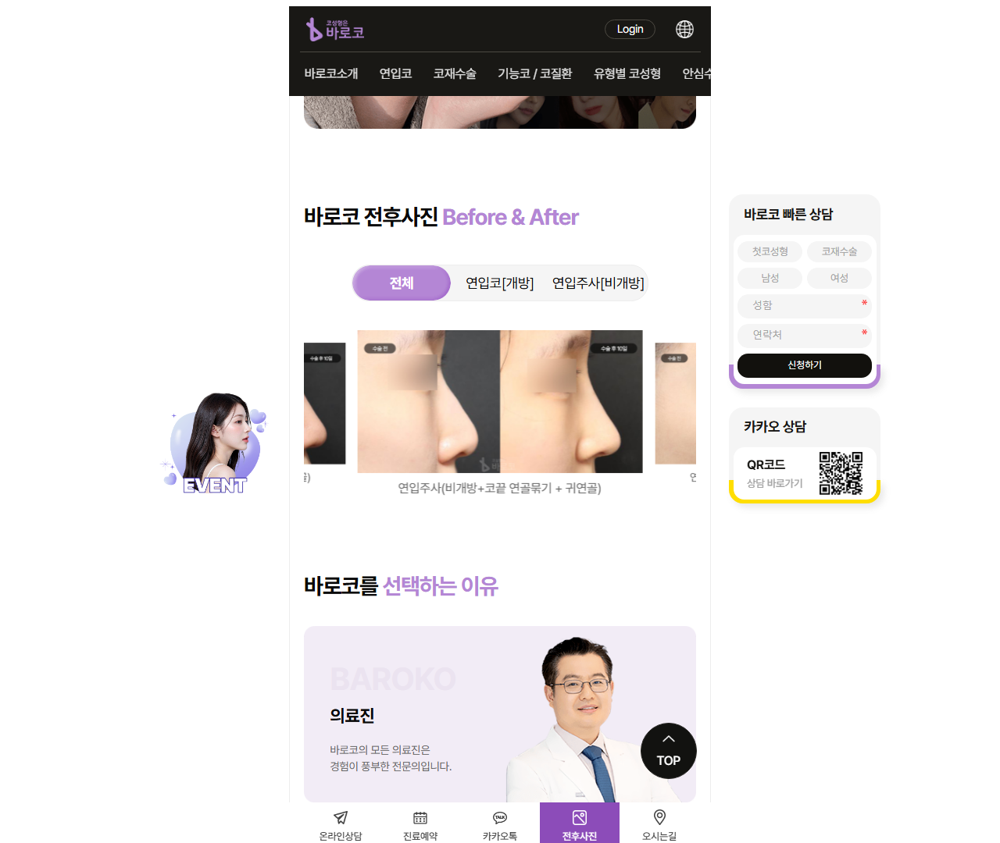 코성형은
바로코
Login
바로코소개 연입코 코재수술 기능코 / 코질환 유형별 코성형 안심수
바로코 전후사진 Before & After
전체 연입코[개방] 연입주사[비개방]
수술 후 10일 수술 전 수술 후 10일 수술 전
연입주사(비개방+코끝 연골묶기 + 귀연골)
바로코를 선택하는 이유
BAROKO
의료진
바로코의 모든 의료진은
경험이 풍부한 전문의입니다.
TOP
온라인상담 진료예약 카카오톡 전후사진 오시는길
TALK
EVENT
바로코 빠른 상담
첫코성형 코재수술
남성 여성
성함 *
연락처 *
신청하기
카카오 상담
QR코드
상담 바로가기